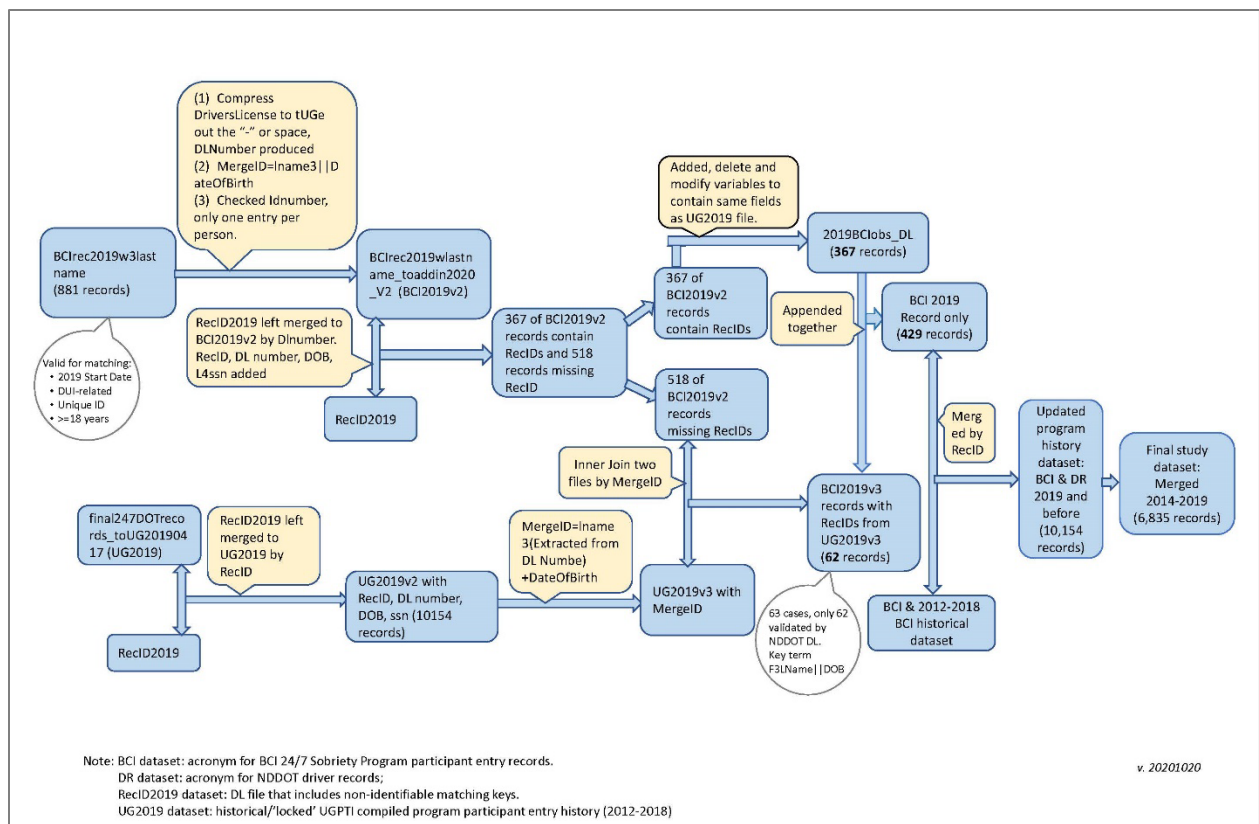 (1) Compress
DriversLicense to tUGe
out the “-” or space,
DLNumber produced
(2) MergeID=lname3||D
ateOfBirth
(3) Checked Idnumber,
only one entry per
person.
Added, delete and
modify variables to
contain same fields
as UG2019 file.
BCIrec2019w3last
name
(881 records)
BCIrec2019wlastn
ame_toaddin2020
_V2 (BCI2019v2)
2019BCIobs_DL
(367 records)
367 of
BCI2019v2
records
contain RecIDs
Appended
together
BCI 2019
Record only
(429 records)
Valid for matching:
• 2019 Start Date
• DUI-related
• Unique ID
• >=18 years
RecID2019 left merged to
BCI2019v2 by Dlnumber.
RecID, DL number, DOB,
L4ssn added
367 of BCI2019v2
records contain
RecIDs and 518
records missing
RecID
RecID2019
518 of
BCI2019v2
records
missing RecIDs
Merg
ed by
RecID
Updated
program
history
dataset:
BCI & DR
2019 and
before
(10,154
records)
Final study
dataset:
Merged
2014-2019
(6,835 records)
Inner Join two
files by MergeID
final247DOTreco
rds_toUG201904
17 (UG2019)
RecID2019 left
merged to
UG2019 by
RecID
MergeID=lname
3(Extracted from
DL Numbe)
+DateOfBirth
BCI2019v3
records with
RecIDs from
UG2019v3
(62 records)
UG2019v2 with
RecID, DL number,
DOB, ssn (10154
records)
UG2019v3 with
MergeID
RecID2019
63 cases, only 62
validated by
NDDOT DL.
Key term
F3LName||DOB
BCI & 2012-2018
BCI historical
dataset
Note: BCI dataset: acronym for BCI 24/7 Sobriety Program participant entry records.
DR dataset: acronym for NDDOT driver records;
RecID2019 dataset: DL file that includes non-identifiable matching keys.
UG2019 dataset: historical/’locked’ UGPTI compiled program participant entry history (2012-2018)
v. 20201020